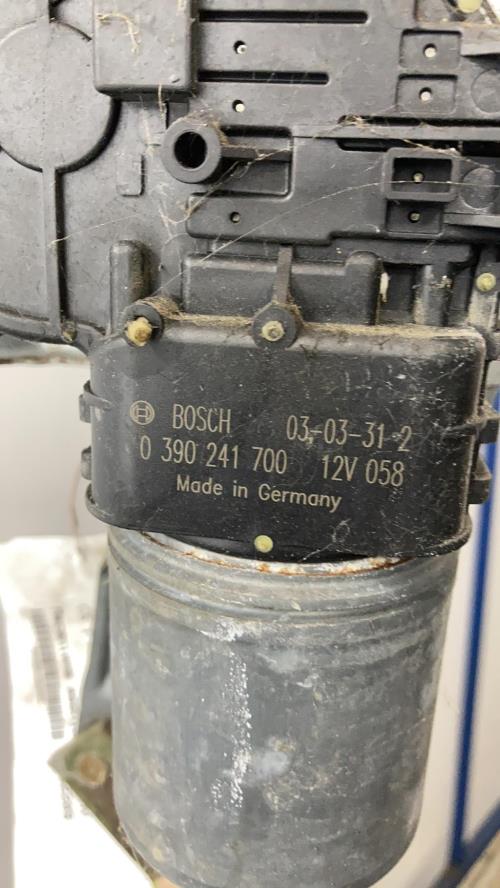 BOSCH 03-03-31 2
0 390 241 700 12V 058
Made in Germany